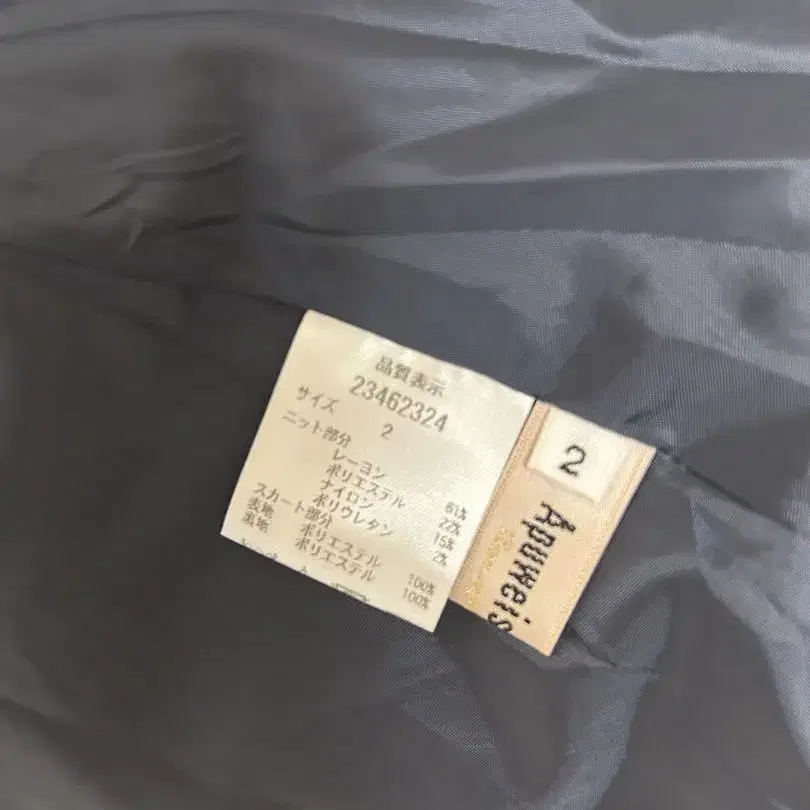 品質表示
23462324
サイズ 2
ニット部分
レーヨン 61%
ポリエステル 22%
ナイロン 15%
ポリウレタン 2%
スカート部分
表地 ポリエステル 100%
裏地 ポリエステル 100%
2
Apuweis